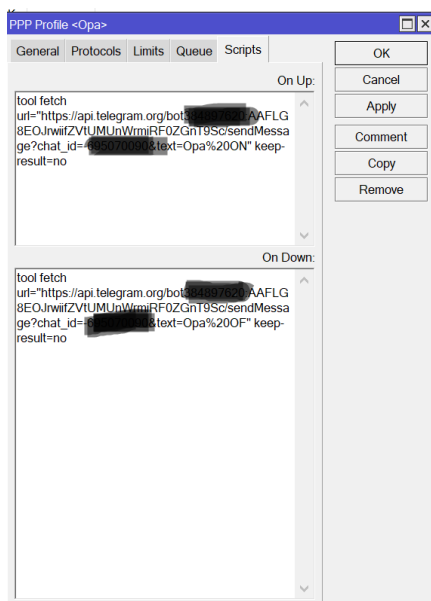 PPP Profile <Opa>
General Protocols Limits Queue Scripts
On Up:
tool fetch
url="https://api.telegram.org/bot AAFLG
8EOJrwiifZVtUMUnWrmiRF0ZGnT9Sc/sendMessa
ge?chat_id= &text=Opa%20ON" keep-
result=no
On Down:
tool fetch
url="https://api.telegram.org/bot AAFLG
8EOJrwiifZVtUMUnWrmiRF0ZGnT9Sc/sendMessa
ge?chat_id= &text=Opa%20OF" keep-
result=no
OK
Cancel
Apply
Comment
Copy
Remove